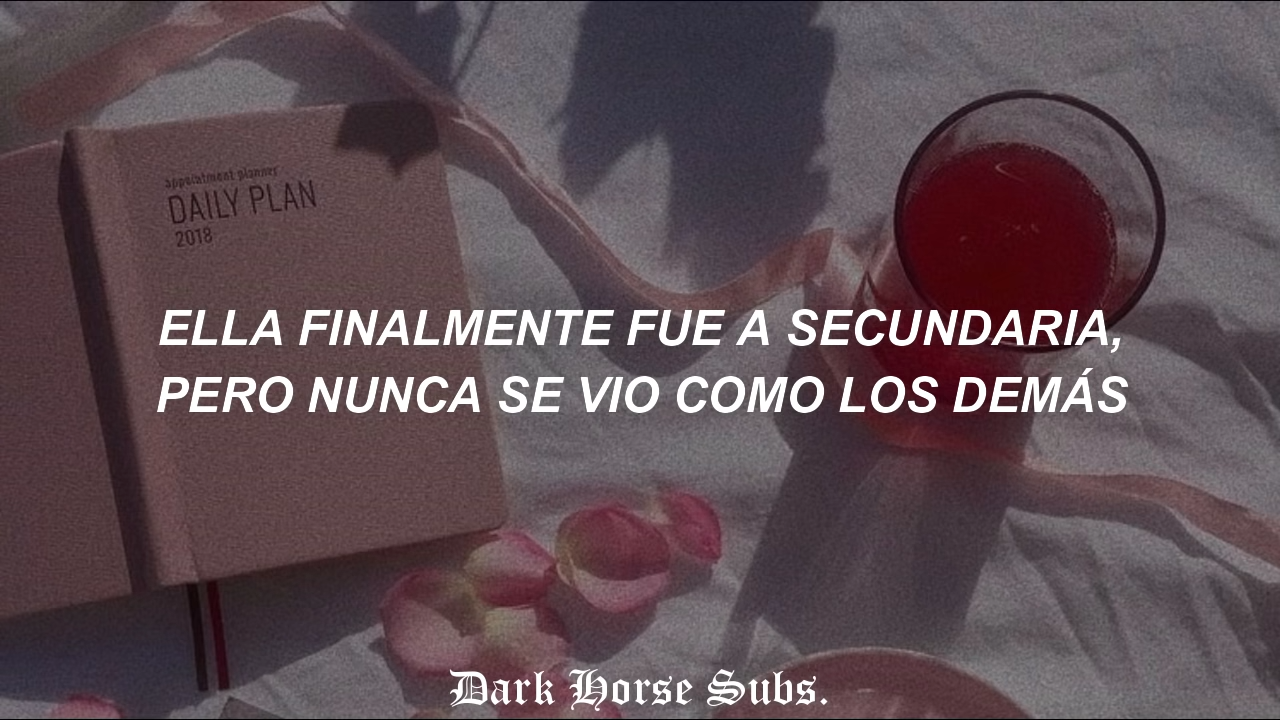 appointment planner
DAILY PLAN
2018
ELLA FINALMENTE FUE A SECUNDARIA,
PERO NUNCA SE VIO COMO LOS DEMÁS
Dark Horse Subs.